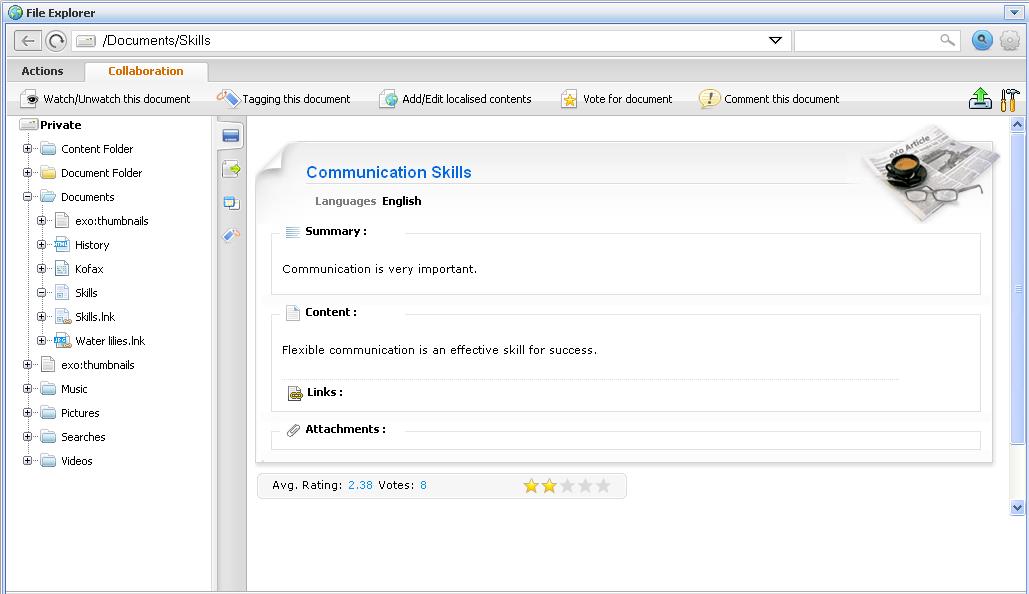 File Explorer
/Documents/Skills
Actions Collaboration
Watch/Unwatch this document Tagging this document Add/Edit localised contents Vote for document Comment this document
Private
Content Folder
Document Folder
Documents
exo:thumbnails
History
Kofax
Skills
Skills.lnk
Water lilies.lnk
exo:thumbnails
Music
Pictures
Searches
Videos
eXo Article
Communication Skills
Languages English
Summary :
Communication is very important.
Content :
Flexible communication is an effective skill for success.
Links :
Attachments :
Avg. Rating: 2.38 Votes: 8